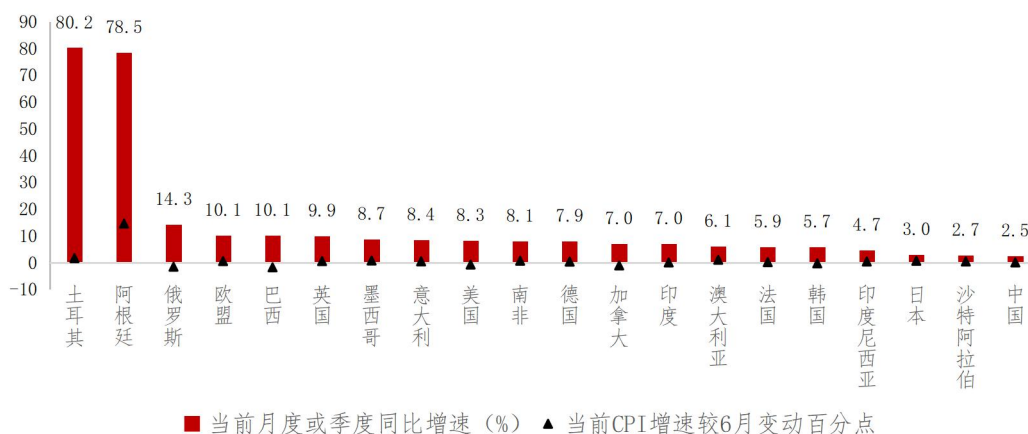 90
80
70
60
50
40
30
20
10
0
-10
80.2
78.5
14.3
10.1
10.1
9.9
8.7
8.4
8.3
8.1
7.9
7.0
7.0
6.1
5.9
5.7
4.7
3.0
2.7
2.5
土耳其
阿根廷
俄罗斯
欧盟
巴西
英国
墨西哥
意大利
美国
南非
德国
加拿大
印度
澳大利亚
法国
韩国
印度尼西亚
日本
沙特阿拉伯
中国
当前月度或季度同比增速（%）
当前CPI增速较6月变动百分点